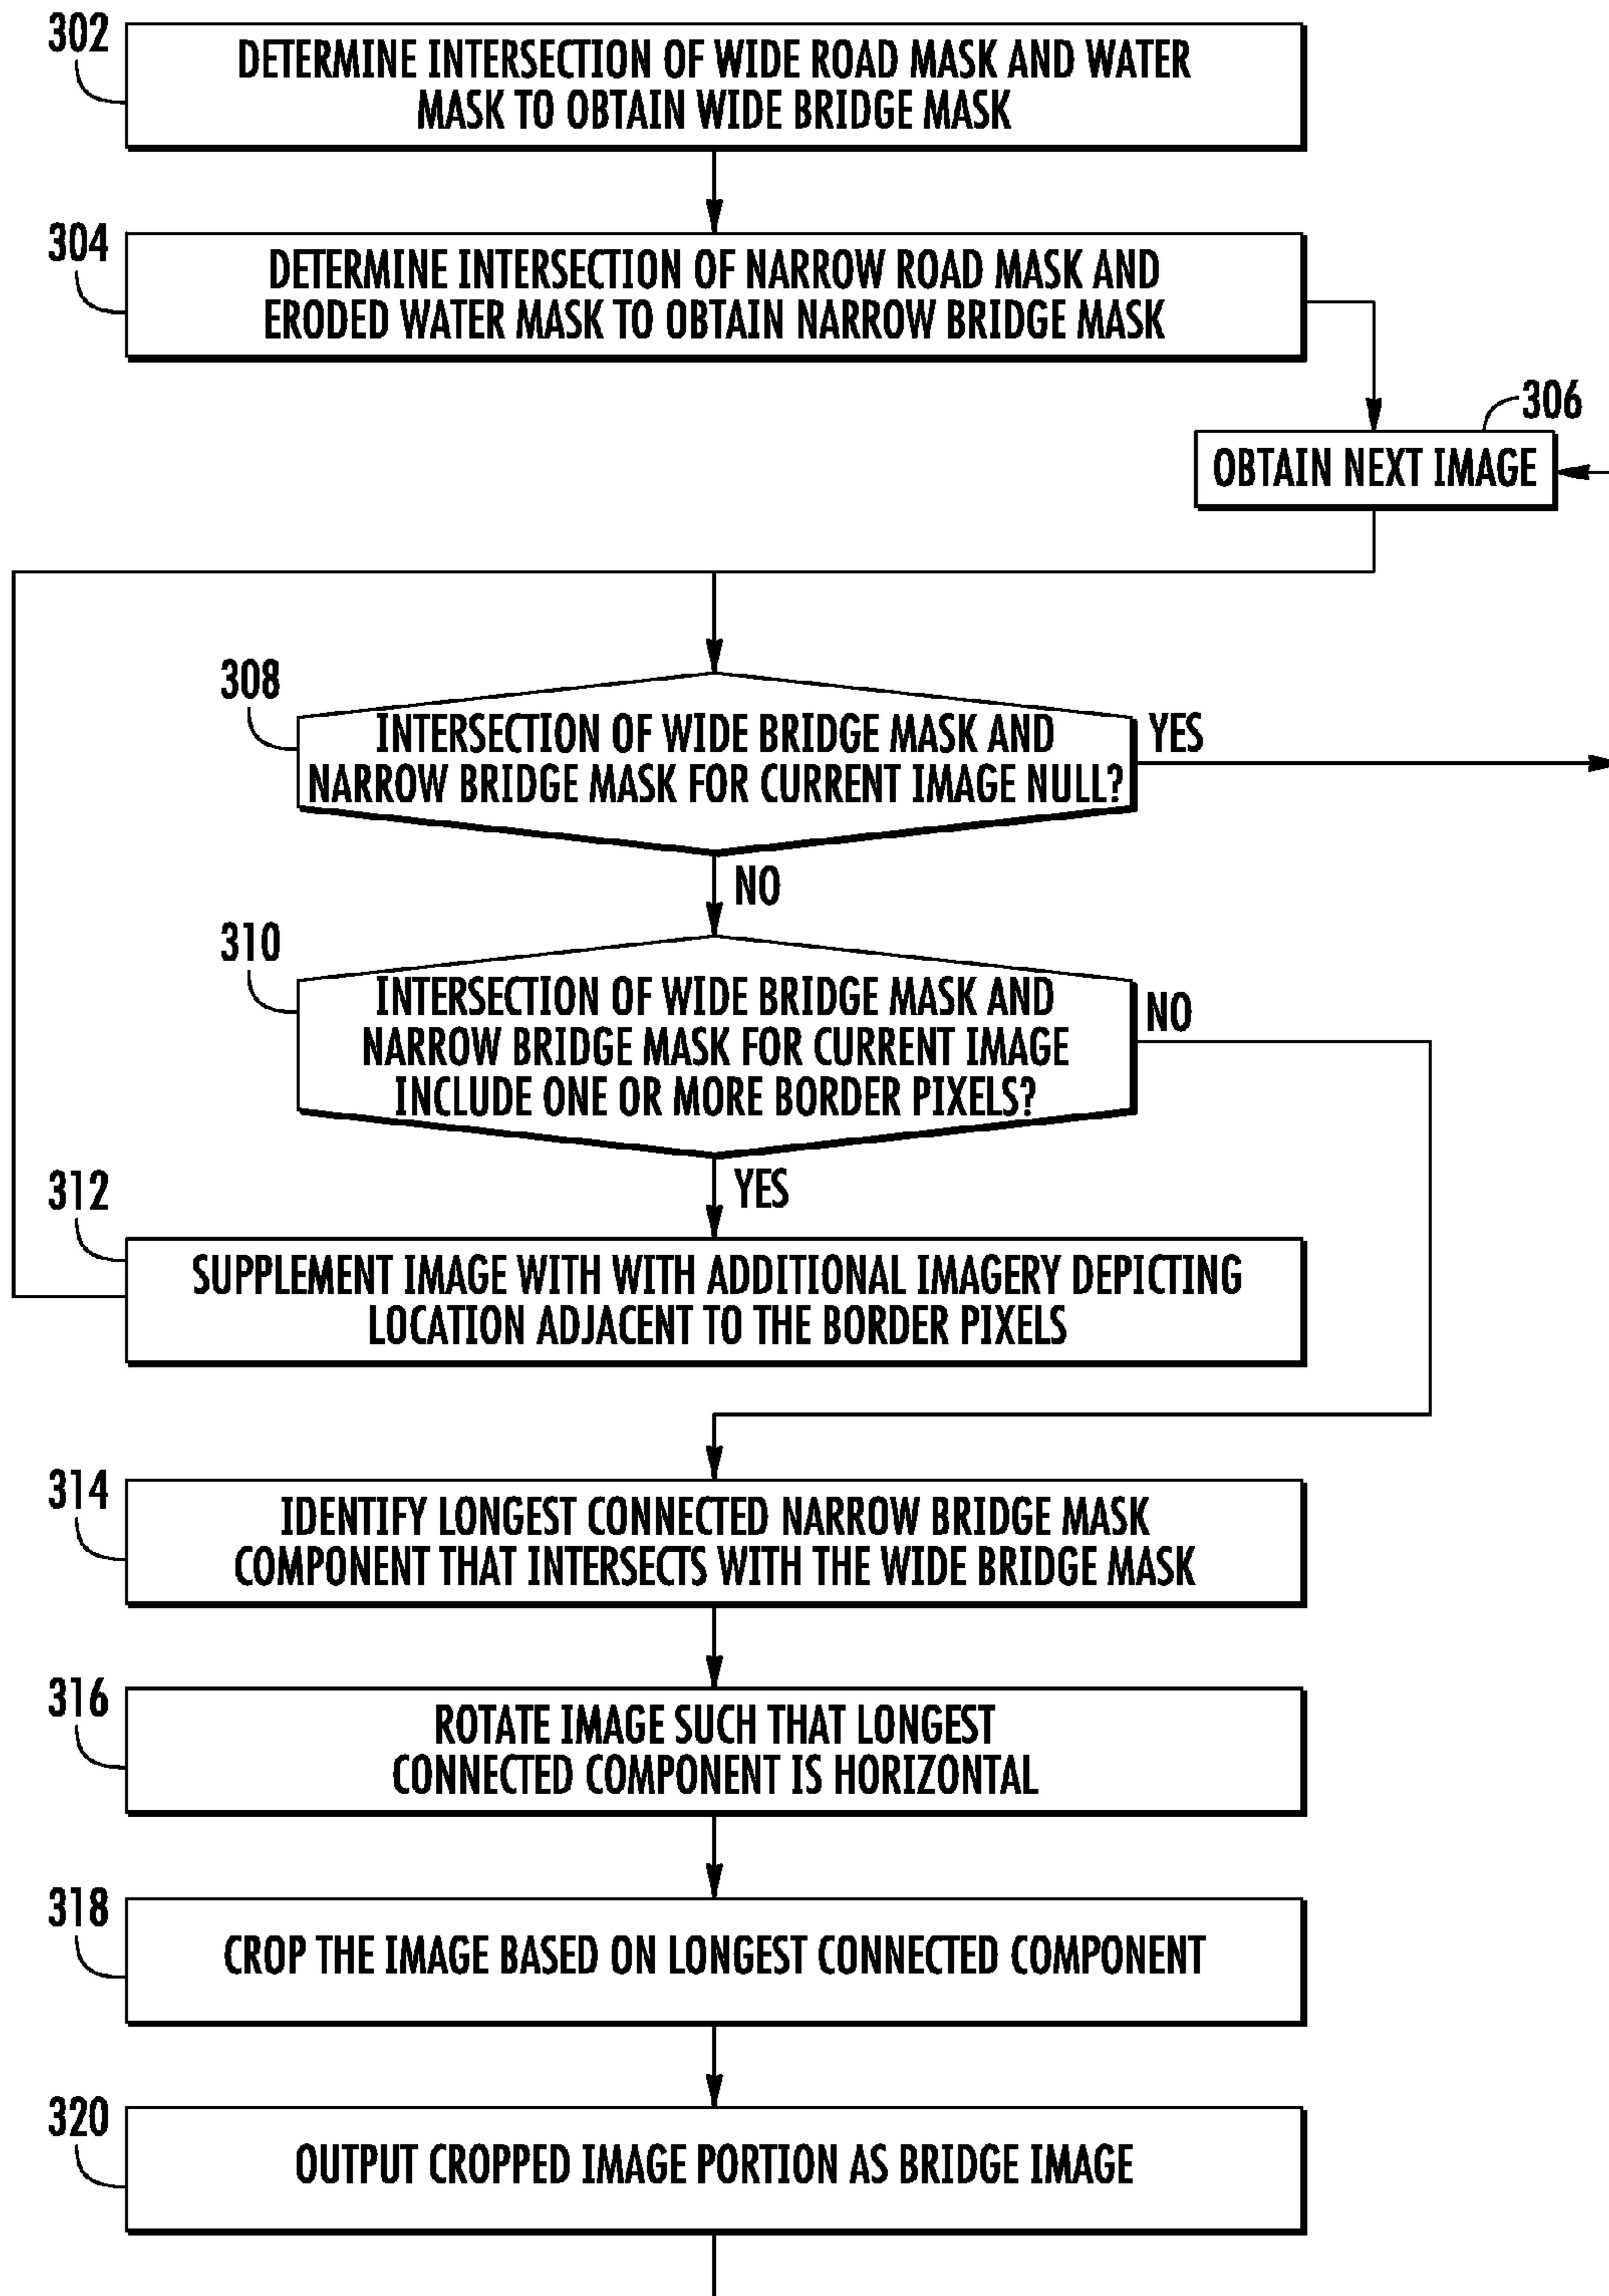 302
DETERMINE INTERSECTION OF WIDE ROAD MASK AND WATER
MASK TO OBTAIN WIDE BRIDGE MASK
304
DETERMINE INTERSECTION OF NARROW ROAD MASK AND
ERODED WATER MASK TO OBTAIN NARROW BRIDGE MASK
306
OBTAIN NEXT IMAGE
308
INTERSECTION OF WIDE BRIDGE MASK AND
NARROW BRIDGE MASK FOR CURRENT IMAGE NULL?
YES
NO
310
INTERSECTION OF WIDE BRIDGE MASK AND
NARROW BRIDGE MASK FOR CURRENT IMAGE
INCLUDE ONE OR MORE BORDER PIXELS?
NO
YES
312
SUPPLEMENT IMAGE WITH WITH ADDITIONAL IMAGERY DEPICTING
LOCATION ADJACENT TO THE BORDER PIXELS
314
IDENTIFY LONGEST CONNECTED NARROW BRIDGE MASK
COMPONENT THAT INTERSECTS WITH THE WIDE BRIDGE MASK
316
ROTATE IMAGE SUCH THAT LONGEST
CONNECTED COMPONENT IS HORIZONTAL
318
CROP THE IMAGE BASED ON LONGEST CONNECTED COMPONENT
320
OUTPUT CROPPED IMAGE PORTION AS BRIDGE IMAGE